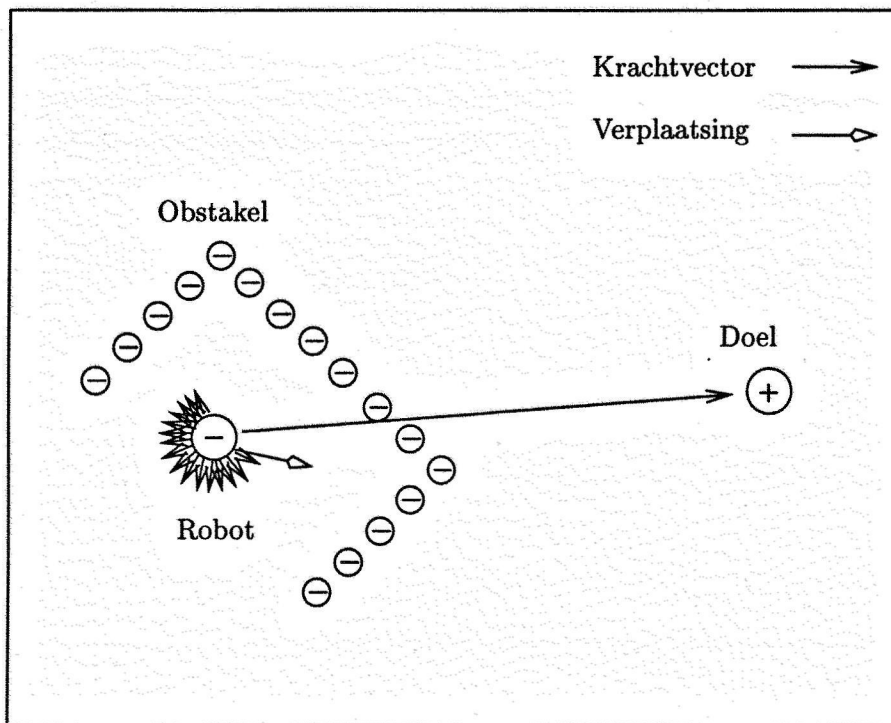 Krachtvector
Verplaatsing
Obstakel
Doel
Robot